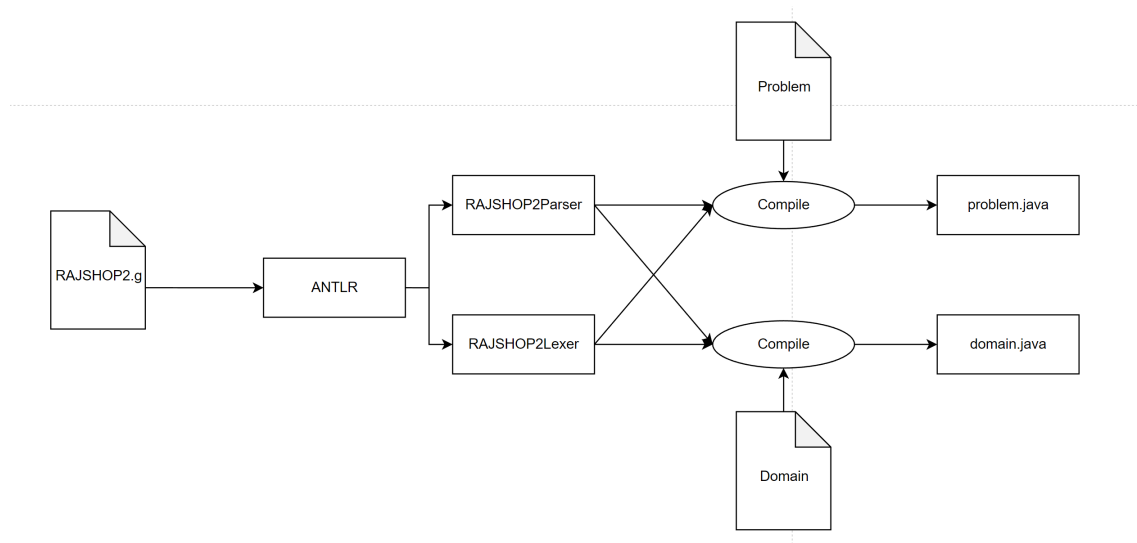 Problem
RAJSHOP2Parser
Compile
problem.java
RAJSHOP2.g
ANTLR
RAJSHOP2Lexer
Compile
domain.java
Domain